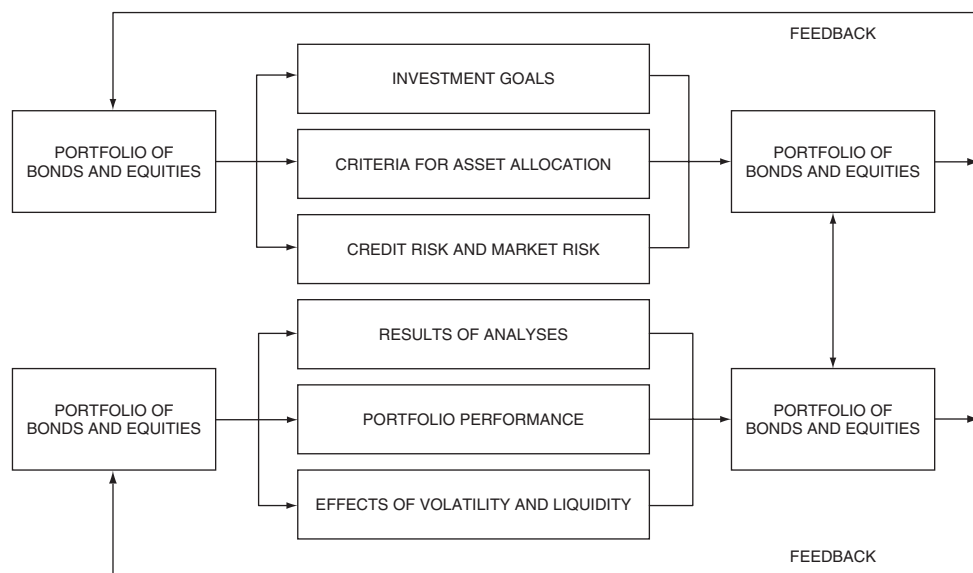 FEEDBACK
INVESTMENT GOALS
PORTFOLIO OF
BONDS AND EQUITIES
CRITERIA FOR ASSET ALLOCATION
PORTFOLIO OF
BONDS AND EQUITIES
CREDIT RISK AND MARKET RISK
RESULTS OF ANALYSES
PORTFOLIO OF
BONDS AND EQUITIES
PORTFOLIO PERFORMANCE
PORTFOLIO OF
BONDS AND EQUITIES
EFFECTS OF VOLATILITY AND LIQUIDITY
FEEDBACK